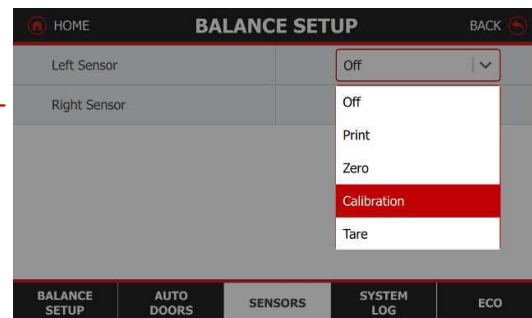 HOME BALANCE SETUP BACK
Left Sensor Off
Right Sensor
Off
Print
Zero
Calibration
Tare
BALANCE SETUP AUTO DOORS SENSORS SYSTEM LOG ECO